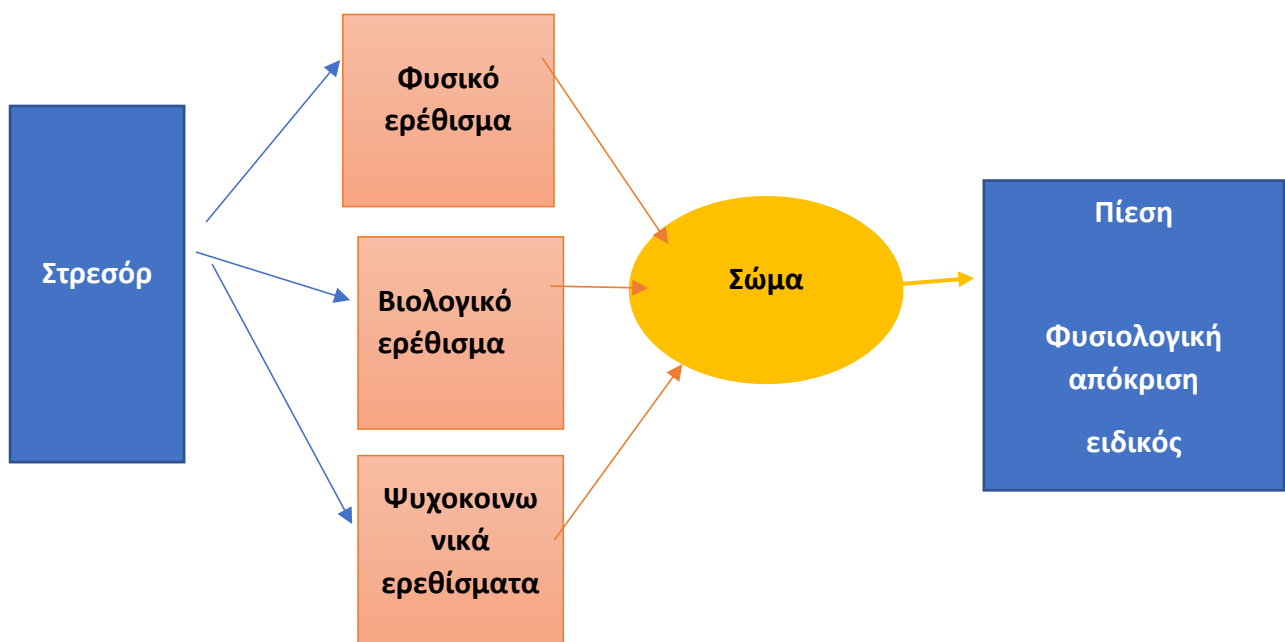 Στρεσόρ
Φυσικό
ερέθισμα
Βιολογικό
ερέθισμα
Ψυχοκοινω
νικά
ερεθίσματα
Σώμα
Πίεση
Φυσιολογική
απόκριση
ειδικός